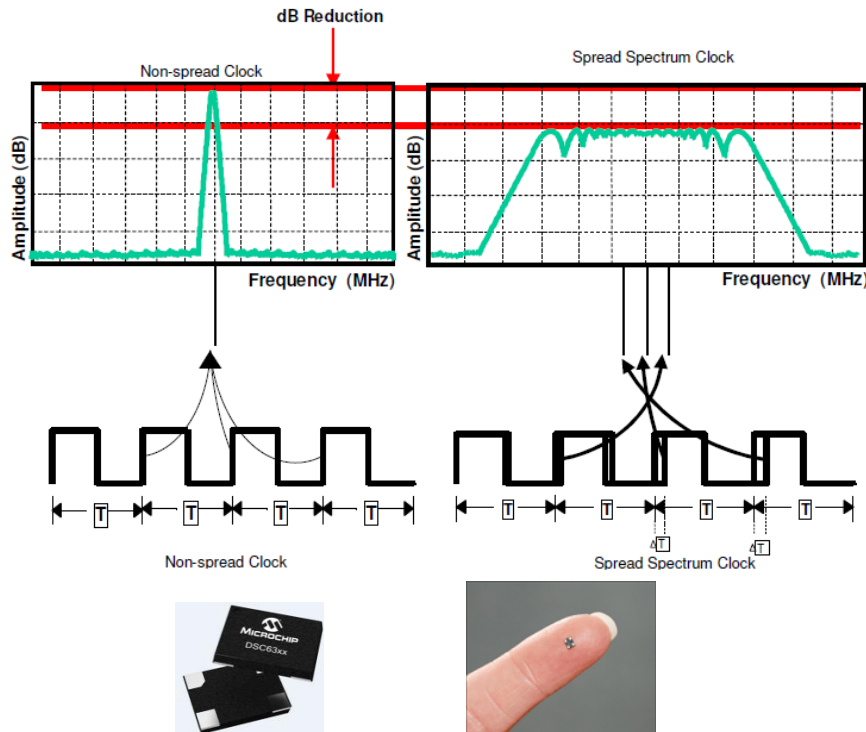 dB Reduction
Non-spread Clock
Spread Spectrum Clock
Amplitude (dB)
Amplitude (dB)
Frequency (MHz)
Frequency (MHz)
T T T T
T T T T
ΔT ΔT
Non-spread Clock
Spread Spectrum Clock
MICROCHIP
DSC63xx